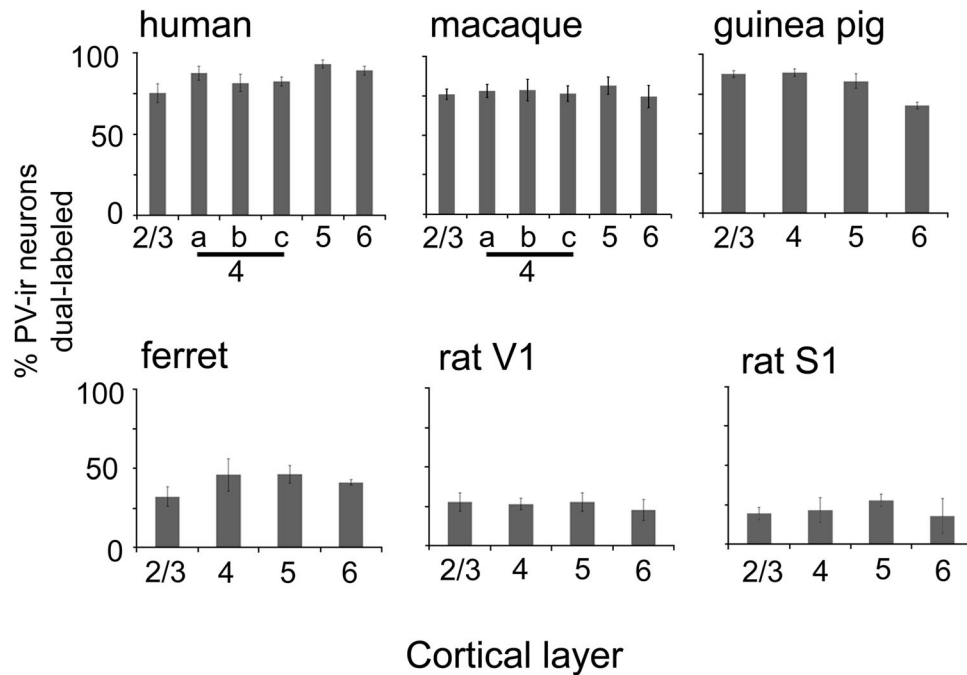 human
macaque
guinea pig
% PV-ir neurons
dual-labeled
100
50
0
2/3 a b c 5 6
4
2/3 a b c 5 6
4
2/3 4 5 6
ferret
rat V1
rat S1
100
50
0
2/3 4 5 6
2/3 4 5 6
2/3 4 5 6
Cortical layer